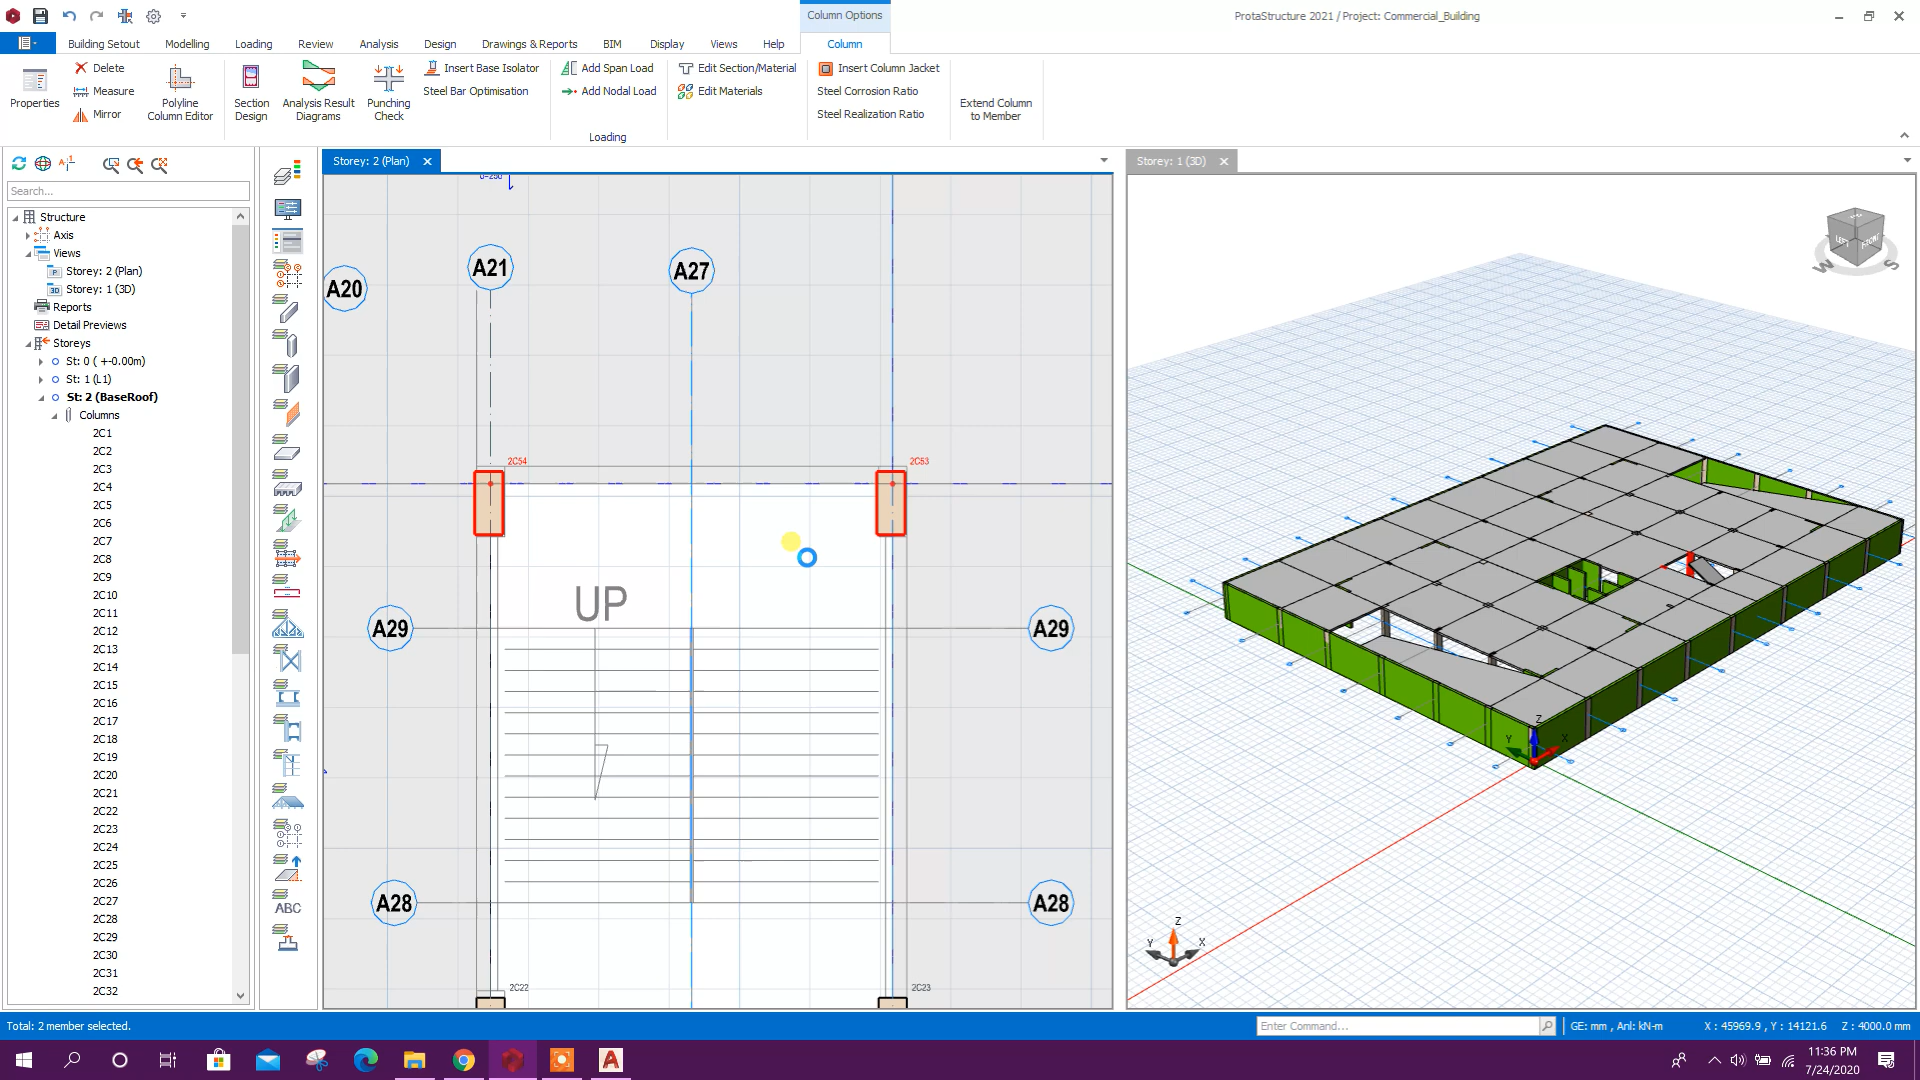 Column Options
ProtaStructure 2021 / Project: Commercial_Building
Building Setout
Modelling
Loading
Review
Analysis
Design
Drawings & Reports
BIM
Display
Views
Help
Column
Properties
Delete
Measure
Mirror
Polyline
Column Editor
Section
Design
Analysis Result
Diagrams
Punching
Check
Insert Base Isolator
Steel Bar Optimisation
Add Span Load
Add Nodal Load
Loading
Edit Section/Material
Edit Materials
Insert Column Jacket
Steel Corrosion Ratio
Steel Realization Ratio
Extend Column
to Member
Search...
Structure
Axis
Views
Storey: 2 (Plan)
Storey: 1 (3D)
Reports
Detail Previews
Storeys
St: 0 ( +-0.00m)
St: 1 (L1)
St: 2 (BaseRoof)
Columns
2C1
2C2
2C3
2C4
2C5
2C6
2C7
2C8
2C9
2C10
2C11
2C12
2C13
2C14
2C15
2C16
2C17
2C18
2C19
2C20
2C21
2C22
2C23
2C24
2C25
2C26
2C27
2C28
2C29
2C30
2C31
2C32
ABC
Storey: 2 (Plan)
A20
A21
A27
2C54
2C53
UP
A29
A29
A28
A28
2C22
2C23
Storey: 1 (3D)
LEFT
FRONT
W
S
Z
Y
X
Z
Y
X
Total: 2 member selected.
Enter Command...
GE: mm , Anl: kN-m
X : 45969.9 , Y : 14121.6
Z : 4000.0 mm
11:36 PM
7/24/2020